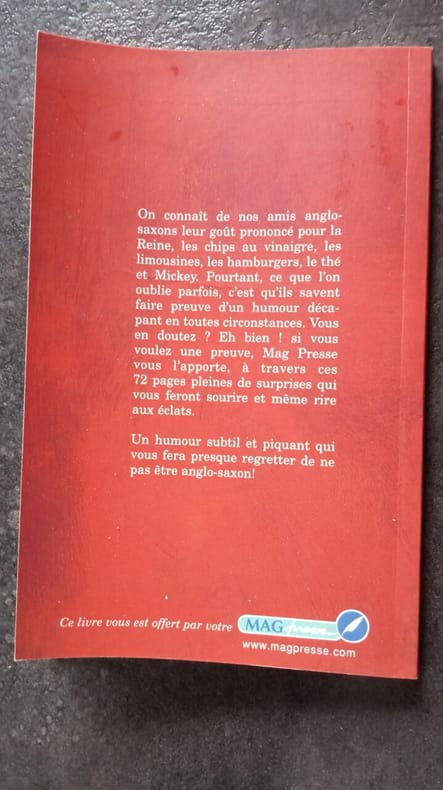 On connaît de nos amis anglo-
saxons leur goût prononcé pour la
Reine, les chips au vinaigre, les
limousines, les hamburgers, le thé
et Mickey. Pourtant, ce que l'on
oublie parfois, c'est qu'ils savent
faire preuve d'un humour déca-
pant en toutes circonstances. Vous
en doutez ? Eh bien ! si vous
voulez une preuve, Mag Presse
vous l'apporte, à travers ces
72 pages pleines de surprises qui
vous feront sourire et même rire
aux éclats.
Un humour subtil et piquant qui
vous fera presque regretter de ne
pas être anglo-saxon!
Ce livre vous est offert par votre MAG presse
www.magpresse.com